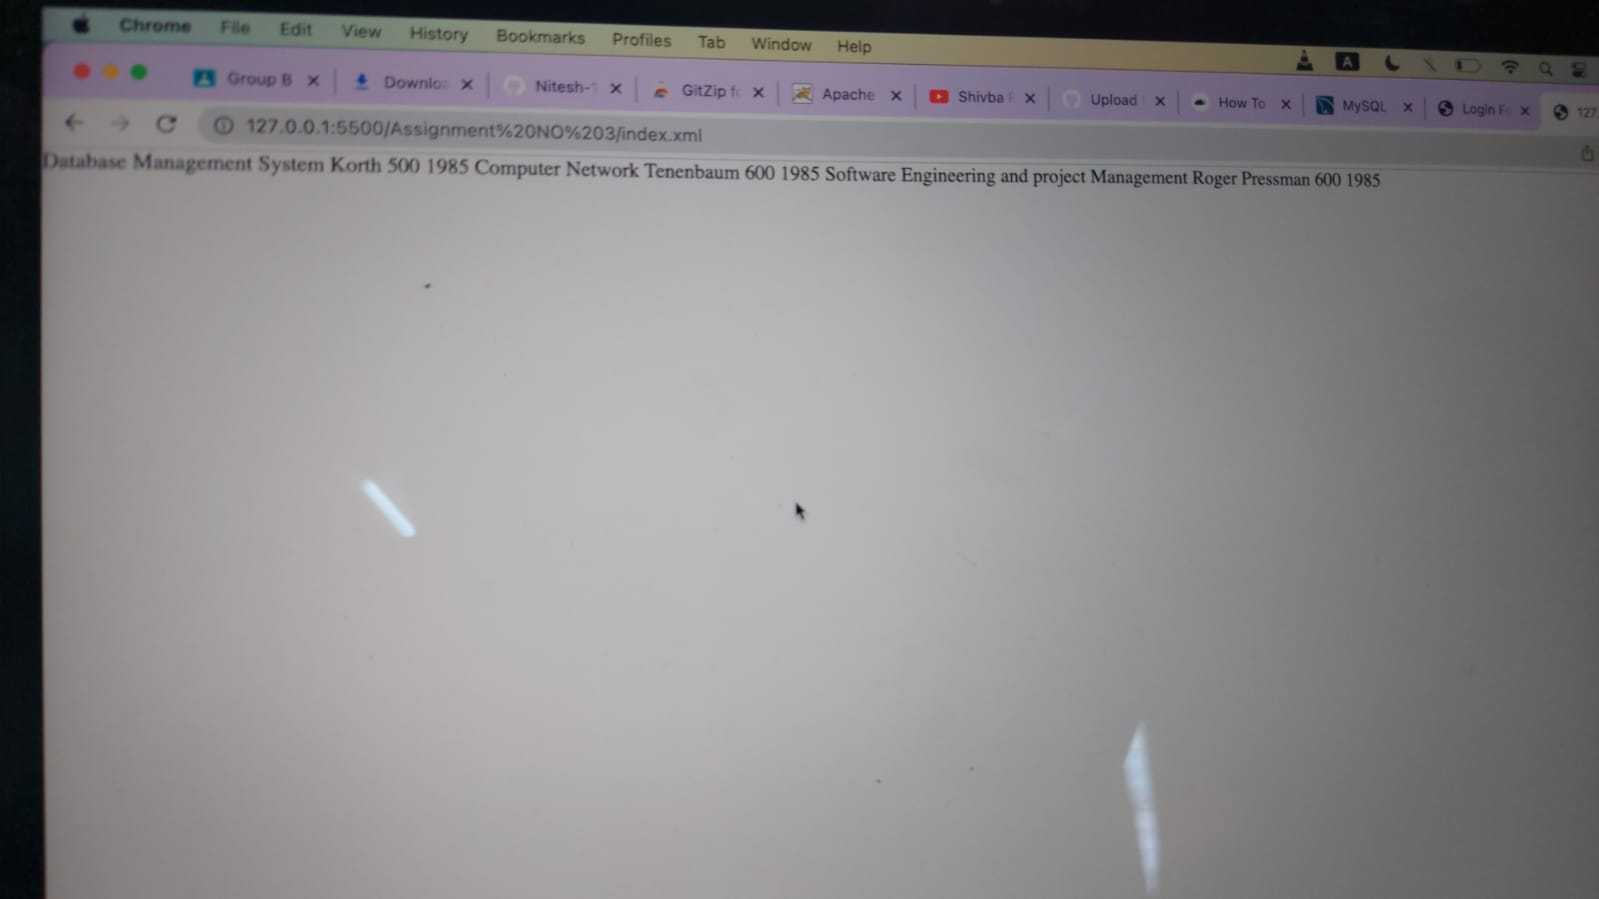 Chrome File Edit View History Bookmarks Profiles Tab Window Help A
Group B Downlo Nitesh- GitZip f Apache Shivba Upload How To MySQL Login F 127
127.0.0.1:5500/Assignment%20NO%203/index.xml
Database Management System Korth 500 1985 Computer Network Tenenbaum 600 1985 Software Engineering and project Management Roger Pressman 600 1985